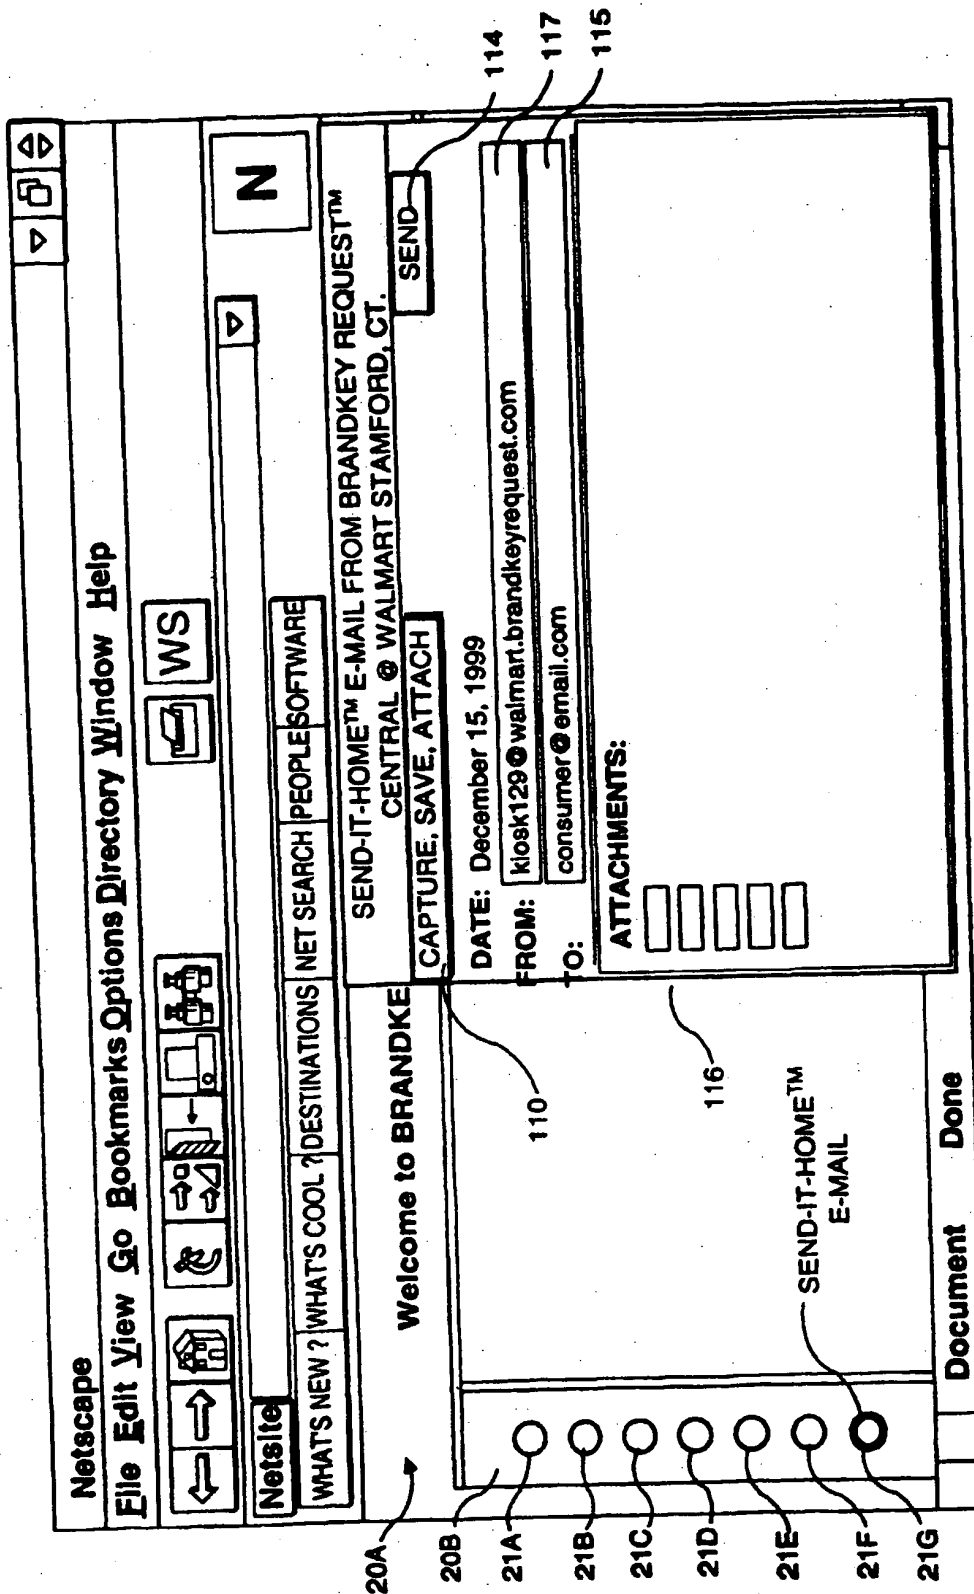 Netscape
File Edit View Go Bookmarks Options Directory Window Help
WS
N
Netsite
WHAT'S NEW ? WHAT'S COOL ? DESTINATIONS NET SEARCH PEOPLE SOFTWARE
SEND-IT-HOME™ E-MAIL FROM BRANDKEY REQUEST™
CENTRAL @ WALMART STAMFORD, CT.
20A
Welcome to BRANDKE
CAPTURE, SAVE, ATTACH
SEND
114
20B
DATE: December 15, 1999
21A
110
FROM: kiosk129@walmart.brandkeyrequest.com
117
TO: consumer@email.com
115
21B
ATTACHMENTS:
21C
21D
116
21E
21F
SEND-IT-HOME™
E-MAIL
21G
Document Done